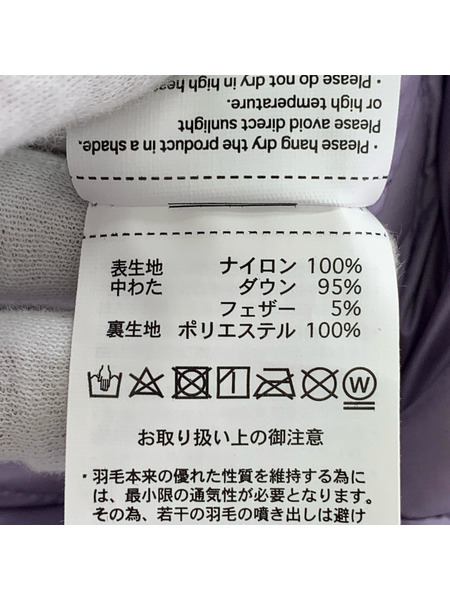 · Please hang dry the product in a shade.
Please avoid direct sunlight
or high temperature.
· Please do not dry in high hea
表生地 ナイロン 100%
中わた ダウン 95%
フェザー 5%
裏生地 ポリエステル 100%
W
お取り扱い上の御注意
・羽毛本来の優れた性質を維持する為に
は、最小限の通気性が必要となります。
その為、若干の羽毛の噴き出しは避け